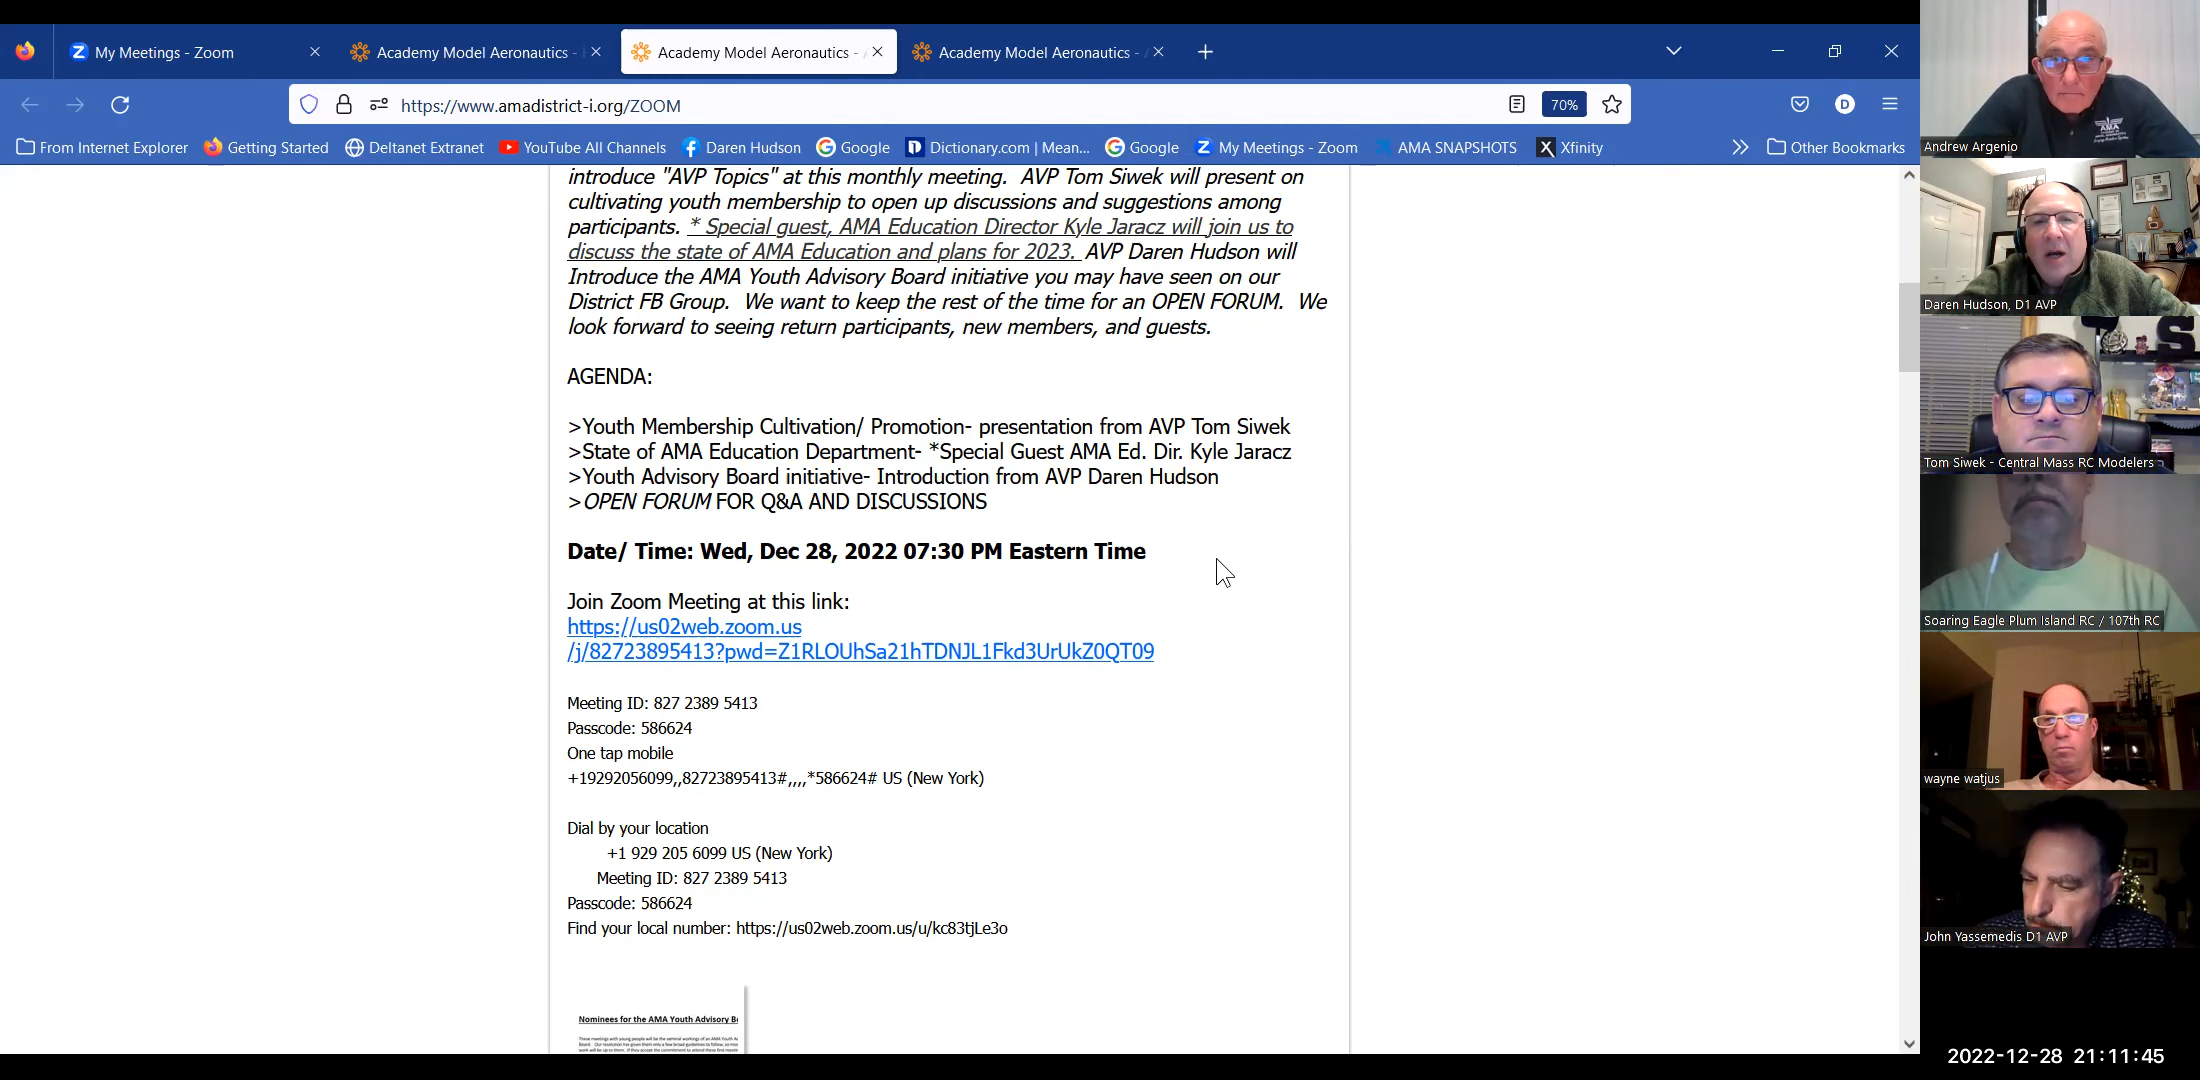 My Meetings - Zoom
Academy Model Aeronautics -
Academy Model Aeronautics -
Academy Model Aeronautics -
https://www.amadistrict-i.org/ZOOM
70%
D
From Internet Explorer
Getting Started
Deltanet Extranet
YouTube All Channels
Daren Hudson
Google
Dictionary.com | Mean...
Google
My Meetings - Zoom
AMA SNAPSHOTS
Xfinity
Other Bookmarks
introduce "AVP Topics" at this monthly meeting. AVP Tom Siwek will present on
cultivating youth membership to open up discussions and suggestions among
participants. * Special guest, AMA Education Director Kyle Jaracz will join us to
discuss the state of AMA Education and plans for 2023. AVP Daren Hudson will
Introduce the AMA Youth Advisory Board initiative you may have seen on our
District FB Group. We want to keep the rest of the time for an OPEN FORUM. We
look forward to seeing return participants, new members, and guests.
AGENDA:
>Youth Membership Cultivation/ Promotion- presentation from AVP Tom Siwek
>State of AMA Education Department- *Special Guest AMA Ed. Dir. Kyle Jaracz
>Youth Advisory Board initiative- Introduction from AVP Daren Hudson
>OPEN FORUM FOR Q&A AND DISCUSSIONS
Date/ Time: Wed, Dec 28, 2022 07:30 PM Eastern Time
Join Zoom Meeting at this link:
https://us02web.zoom.us
/j/82723895413?pwd=Z1RLOUhSa21hTDNJL1Fkd3UrUkZ0QT09
Meeting ID: 827 2389 5413
Passcode: 586624
One tap mobile
+19292056099,,82723895413#,,,,*586624# US (New York)
Dial by your location
+1 929 205 6099 US (New York)
Meeting ID: 827 2389 5413
Passcode: 586624
Find your local number: https://us02web.zoom.us/u/kc83tjLe3o
Nominees for the AMA Youth Advisory
Andrew Argenio
Daren Hudson, D1 AVP
Tom Siwek - Central Mass RC Modelers
Soaring Eagle Plum Island RC / 107th RC
wayne watjus
John Yassemedis D1 AVP
2022-12-28 21:11:45